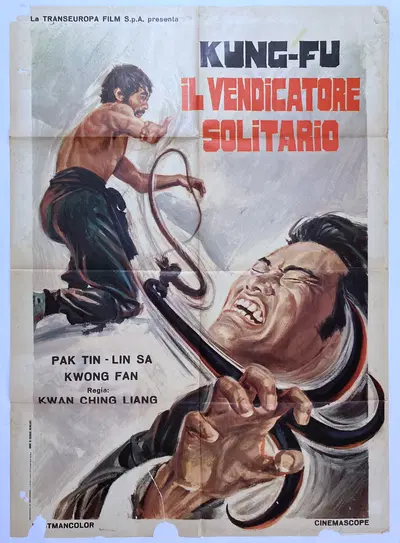 La TRANSEUROPA FILM S.p.A. presenta
KUNG-FU
IL VENDICATORE
SOLITARIO
PAK TIN - LIN SA
KWONG FAN
Regia:
KWAN CHING LIANG
TMANCOLOR
CINEMASCOPE